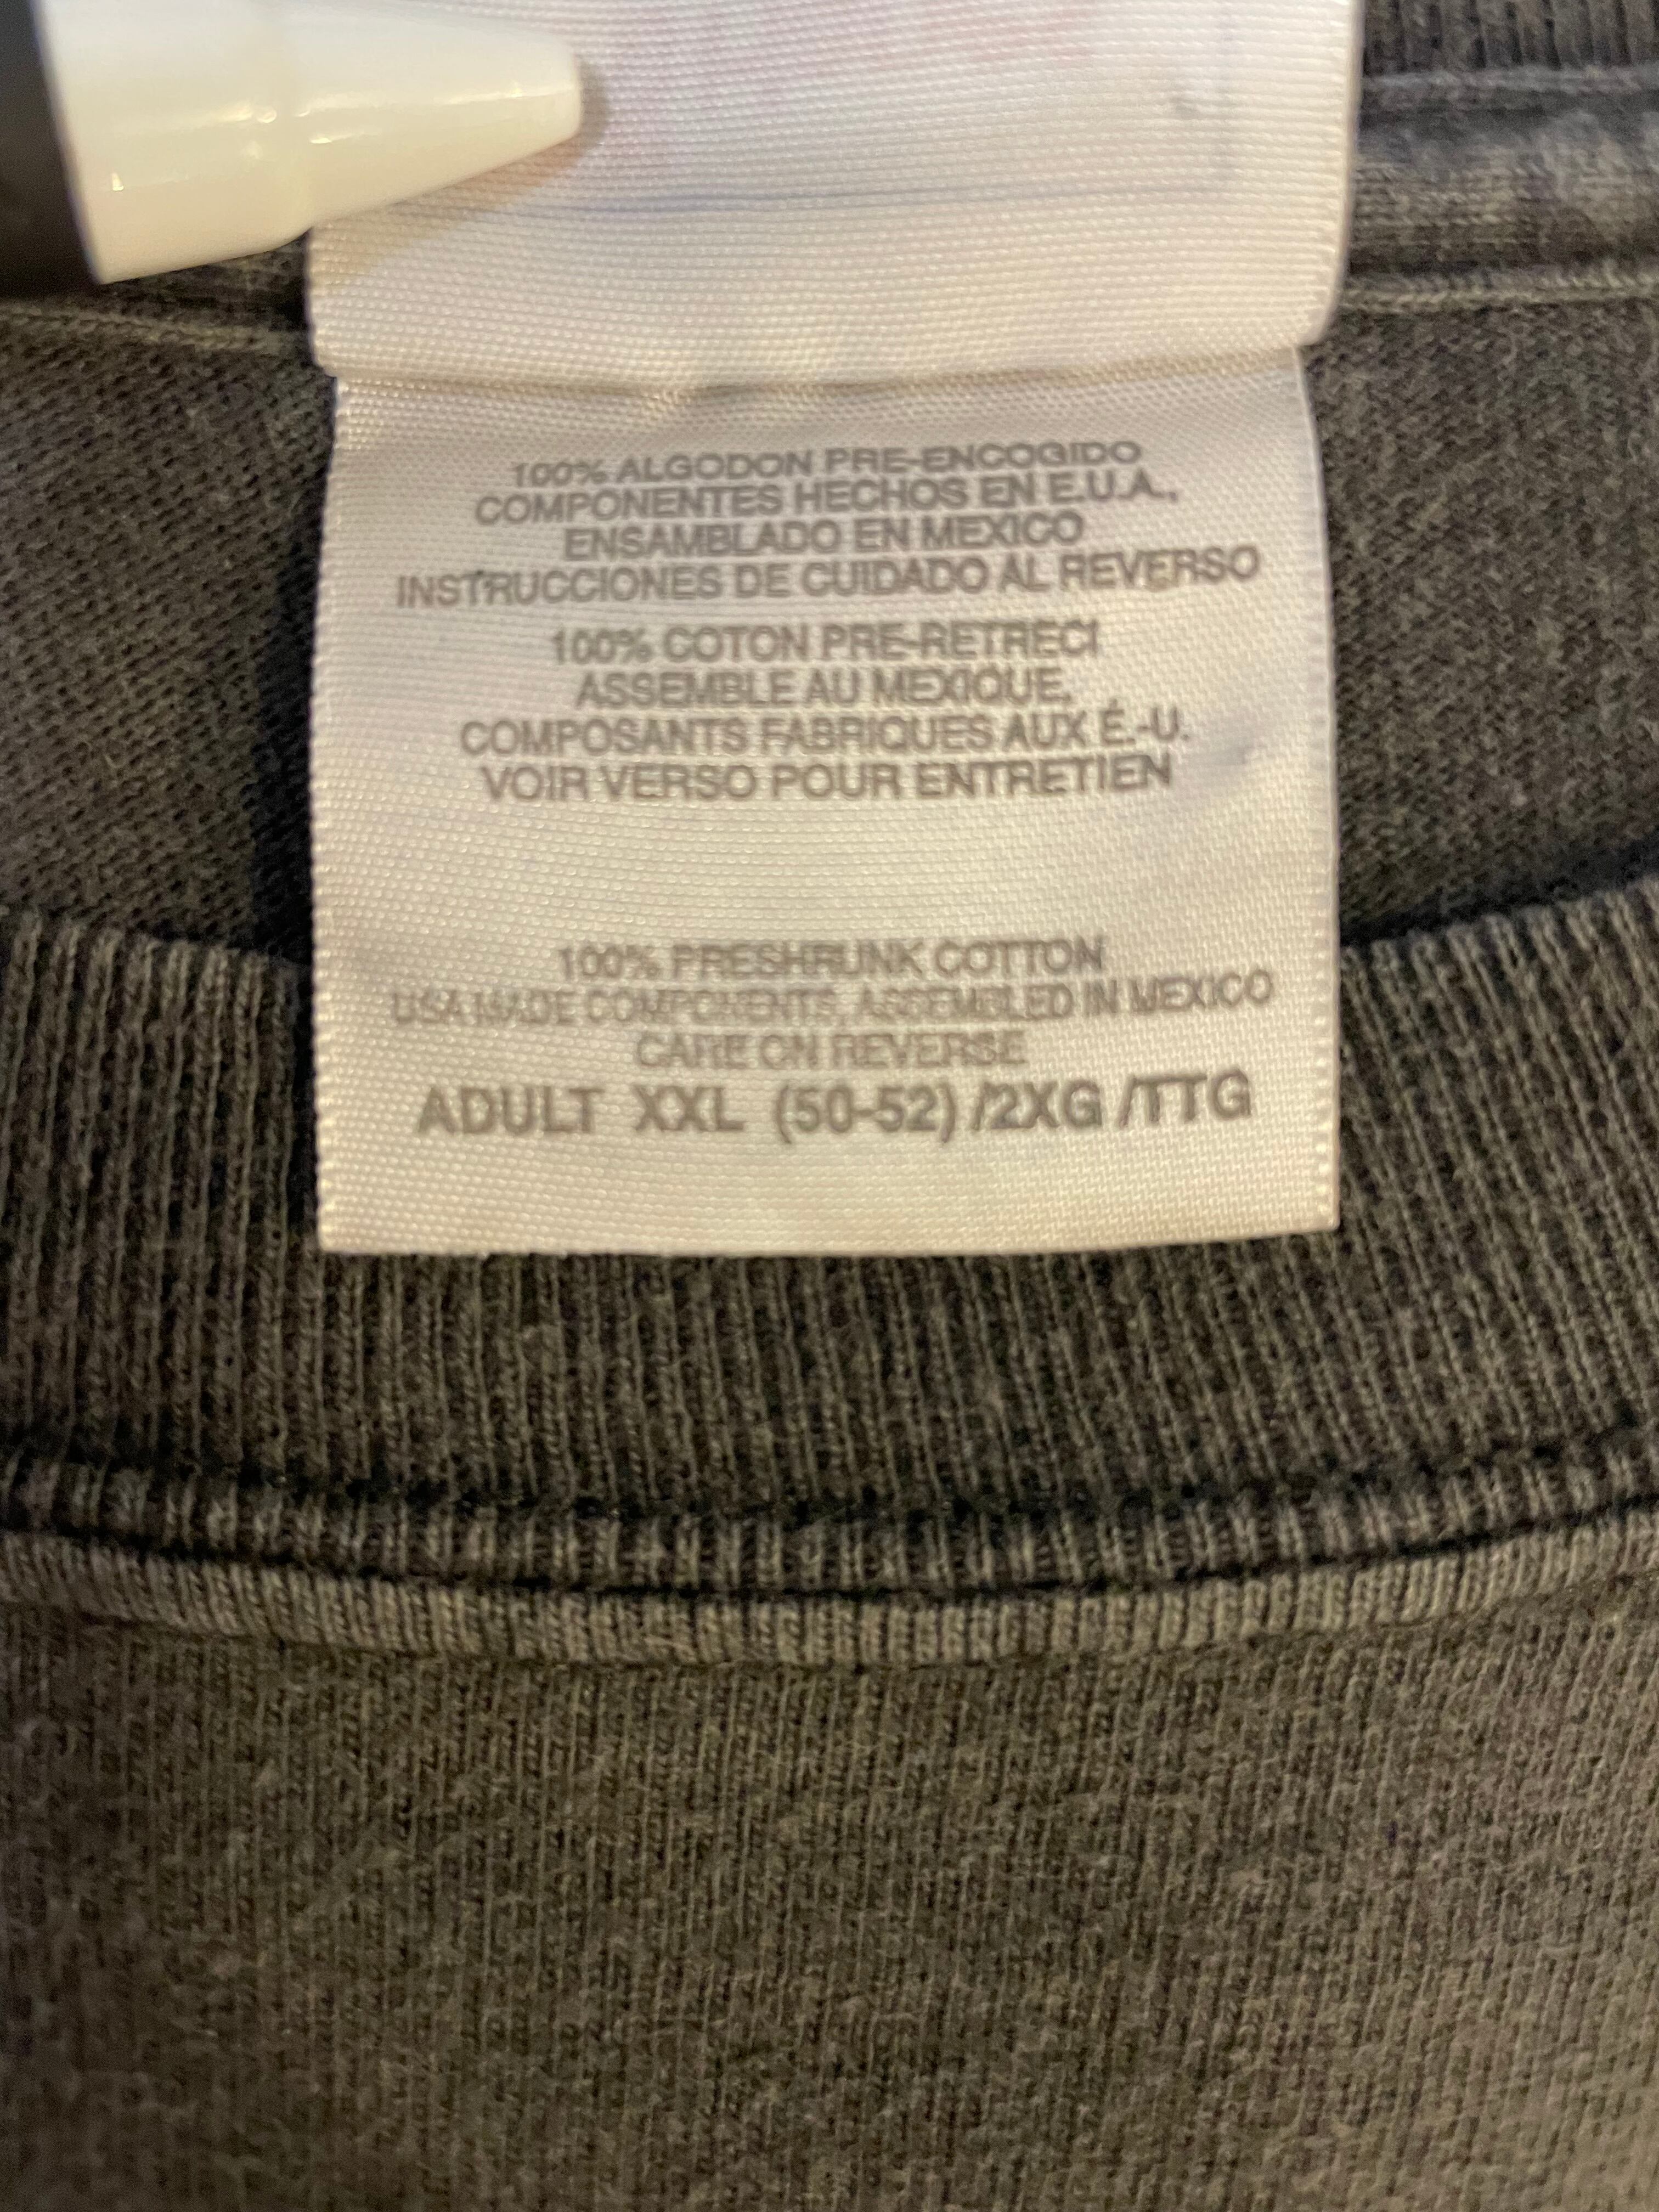 100% ALGODON PRE-ENCOGIDO
COMPONENTES HECHOS EN E.U.A.,
ENSAMBLADO EN MEXICO
INSTRUCCIONES DE CUIDADO AL REVERSO
100% COTON PRE-RETRECI
ASSEMBLE AU MEXIQUE,
COMPOSANTS FABRIQUES AUX É.-U.
VOIR VERSO POUR ENTRETIEN
100% PRESHRUNK COTTON
USA MADE COMPONENTS, ASSEMBLED IN MEXICO
CARE ON REVERSE
ADULT XXL (50-52) /2XG /TTG